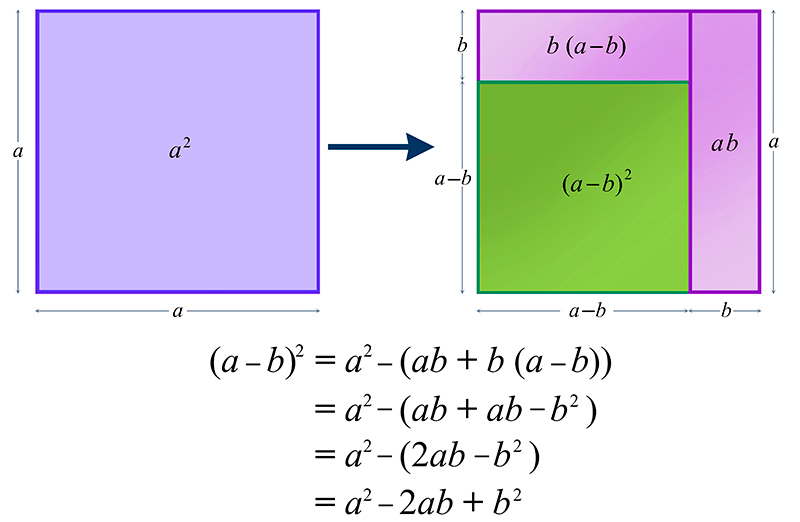 a
a²
a
b
a–b
b (a–b)
(a–b)²
ab
a
a–b
b
(a – b)² = a² – (ab + b (a – b))
= a² – (ab + ab – b² )
= a² – (2ab – b² )
= a² – 2ab + b²